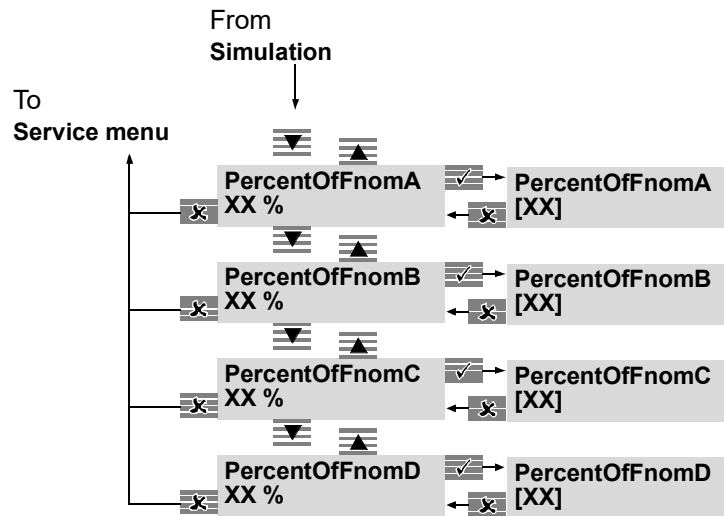 From
Simulation
To
Service menu
PercentOfFnomA
XX %
PercentOfFnomA
[XX]
PercentOfFnomB
XX %
PercentOfFnomB
[XX]
PercentOfFnomC
XX %
PercentOfFnomC
[XX]
PercentOfFnomD
XX %
PercentOfFnomD
[XX]